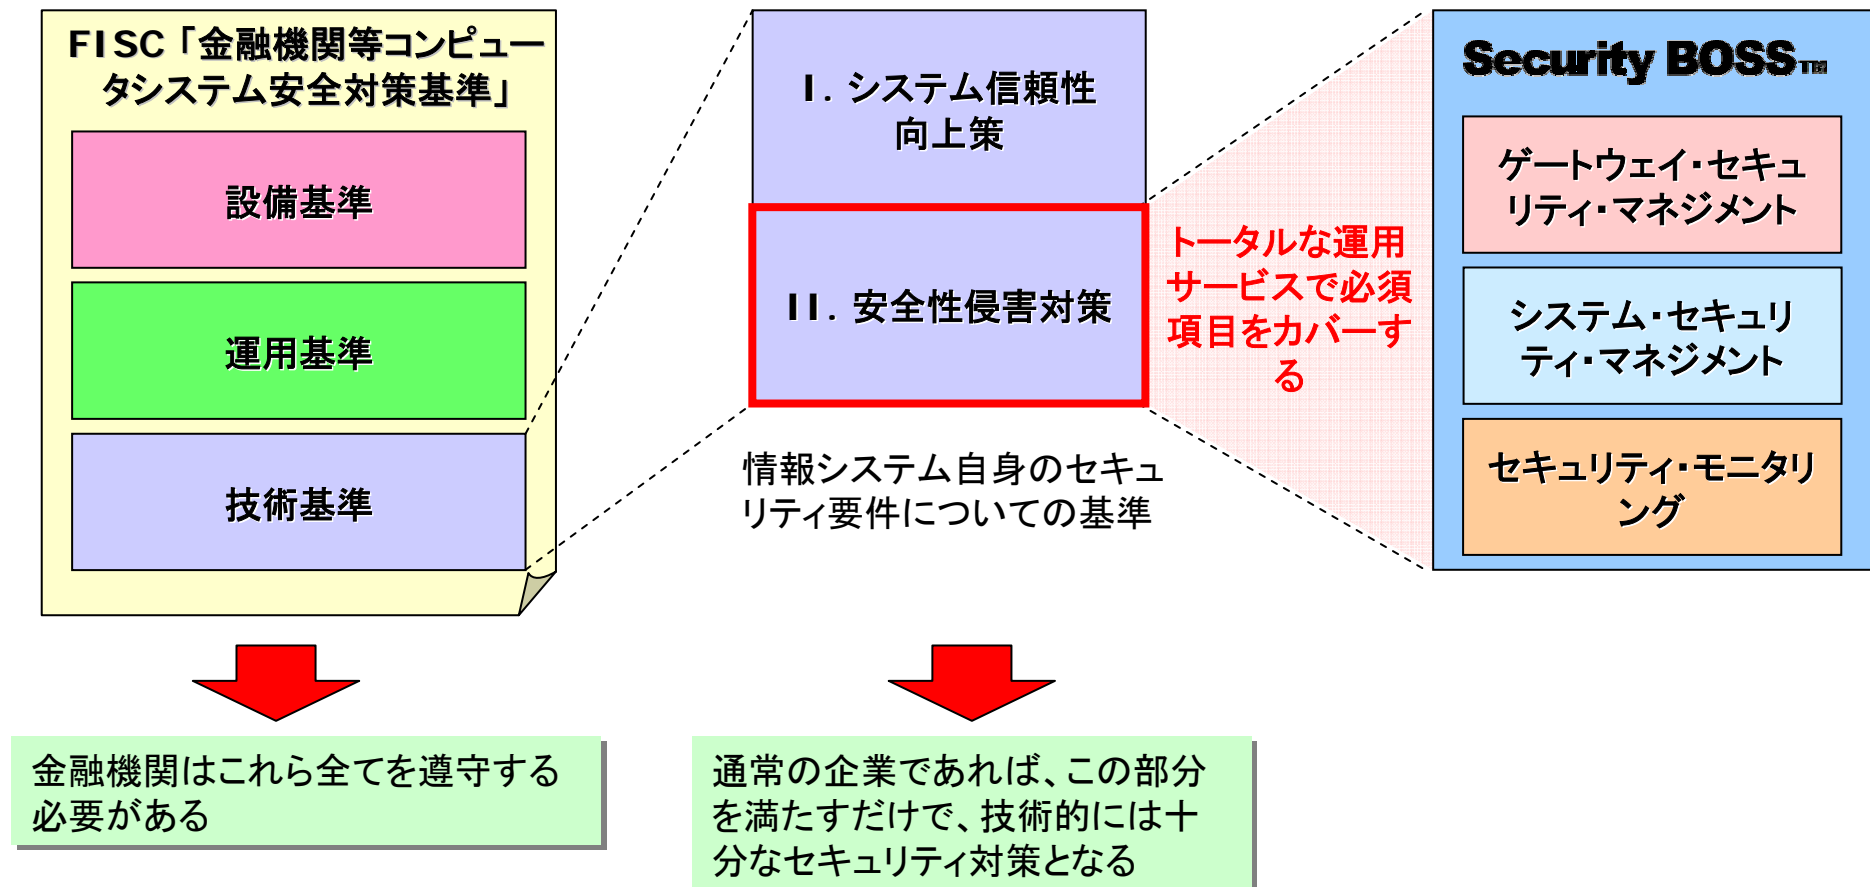 FISC「金融機関等コンピュー
タシステム安全対策基準」
設備基準
運用基準
技術基準
金融機関はこれら全てを遵守する
必要がある
I. システム信頼性
向上策
II. 安全性侵害対策
情報システム自身のセキュ
リティ要件についての基準
通常の企業であれば、この部分
を満たすだけで、技術的には十
分なセキュリティ対策となる
トータルな運用
サービスで必須
項目をカバーす
る
Security BOSS™
ゲートウェイ・セキュ
リティ・マネジメント
システム・セキュリ
ティ・マネジメント
セキュリティ・モニタリ
ング